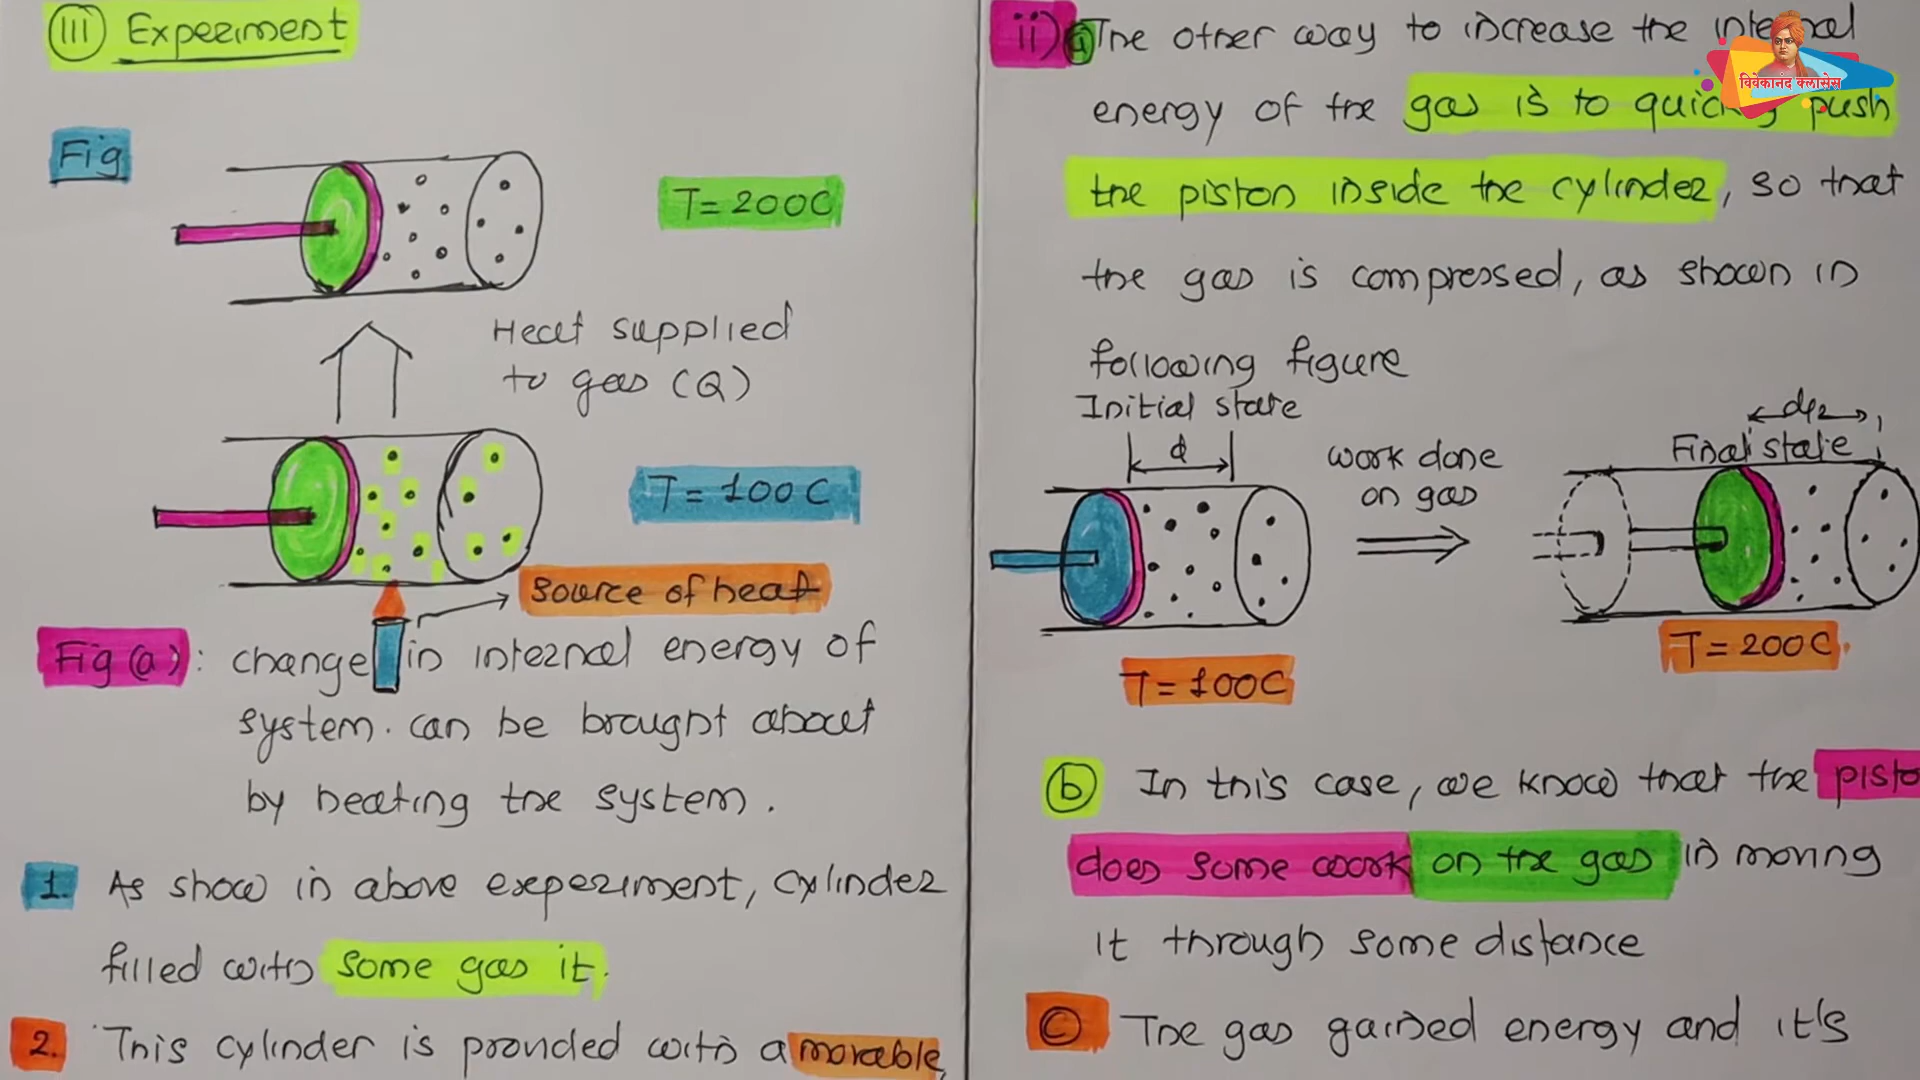 III Experiment
Fig
T=200C
Heat supplied
to gas (Q)
T=100C
Source of heat
Fig (a): change in internal energy of
system. can be brought about
by heating the system.
1. As show in above experiment, cylinder
filled with some gas it.
2. This cylinder is provided with a movable,
विवेकानंद क्लासेस
ii) a The other way to increase the internal
energy of the gas is to quickly push
the piston inside the cylinder, so that
the gas is compressed, as shown in
following figure
Initial state
d
work done
on gas
d/2
Final state
T=100C
T=200C.
b In this case, we know that the pisto
does some work on the gas in moving
it through some distance
c The gas gained energy and it's